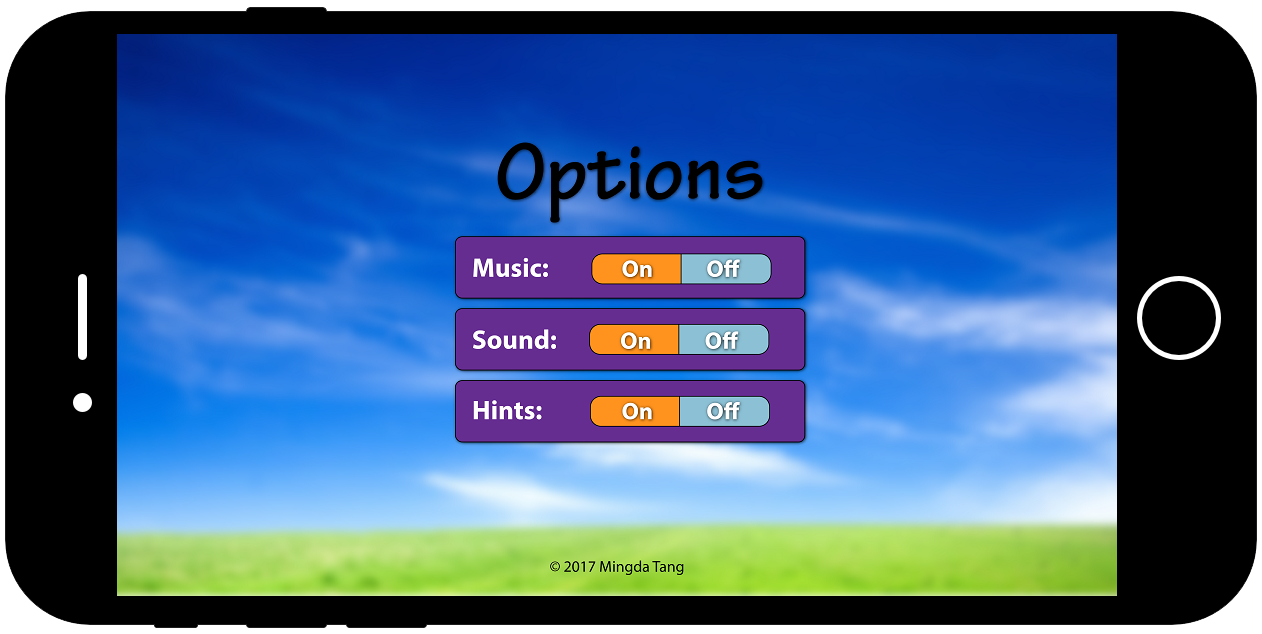 Options
Music: On Off
Sound: On Off
Hints: On Off
© 2017 Mingda Tang